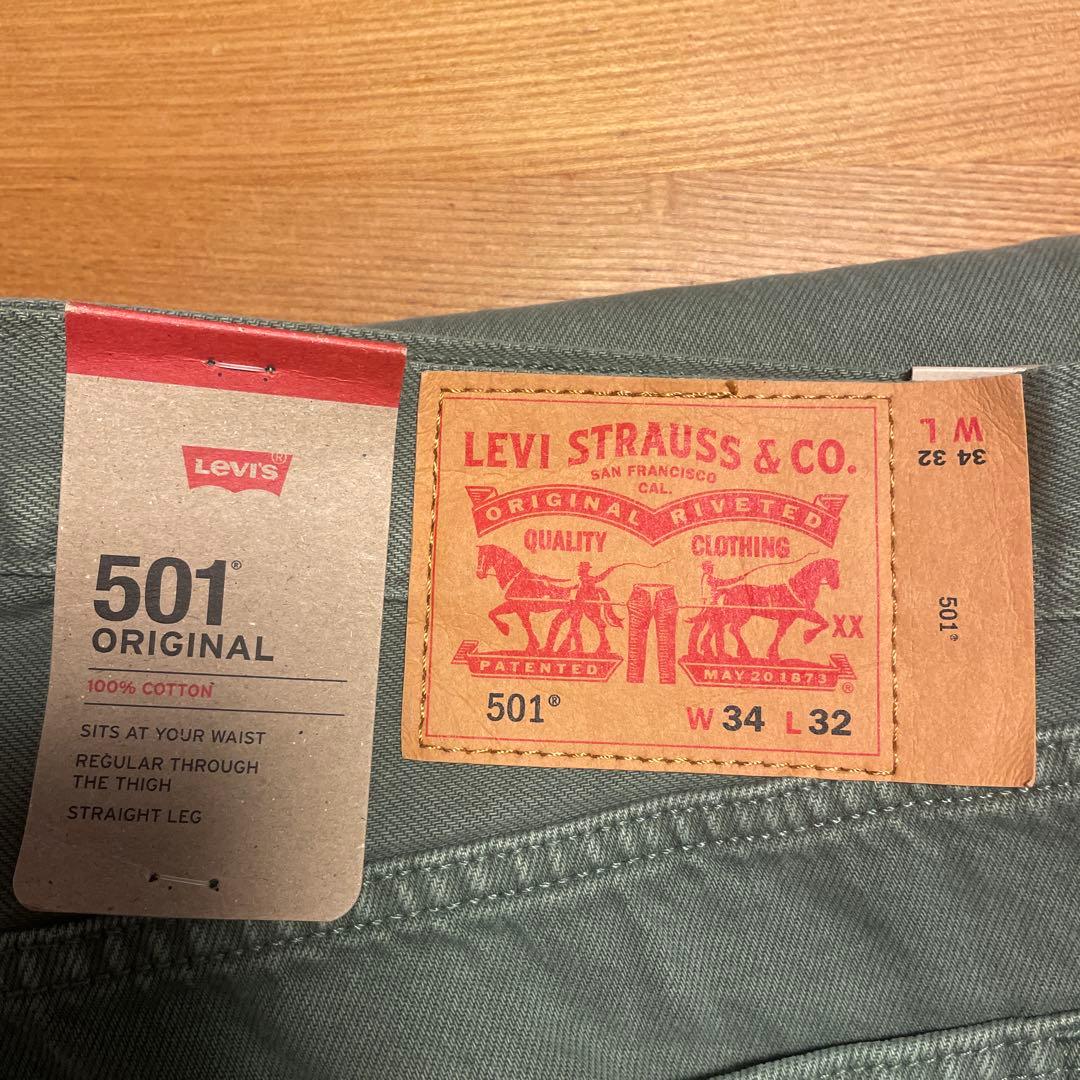 LEVI'S®
501®
ORIGINAL
100% COTTON
SITS AT YOUR WAIST
REGULAR THROUGH
THE THIGH
STRAIGHT LEG
LEVI STRAUSS & CO.
SAN FRANCISCO
CAL.
ORIGINAL RIVETED
QUALITY CLOTHING
XX
PATENTED MAY 20 1873 ®
501® W 34 L 32
W L
34 32
501®